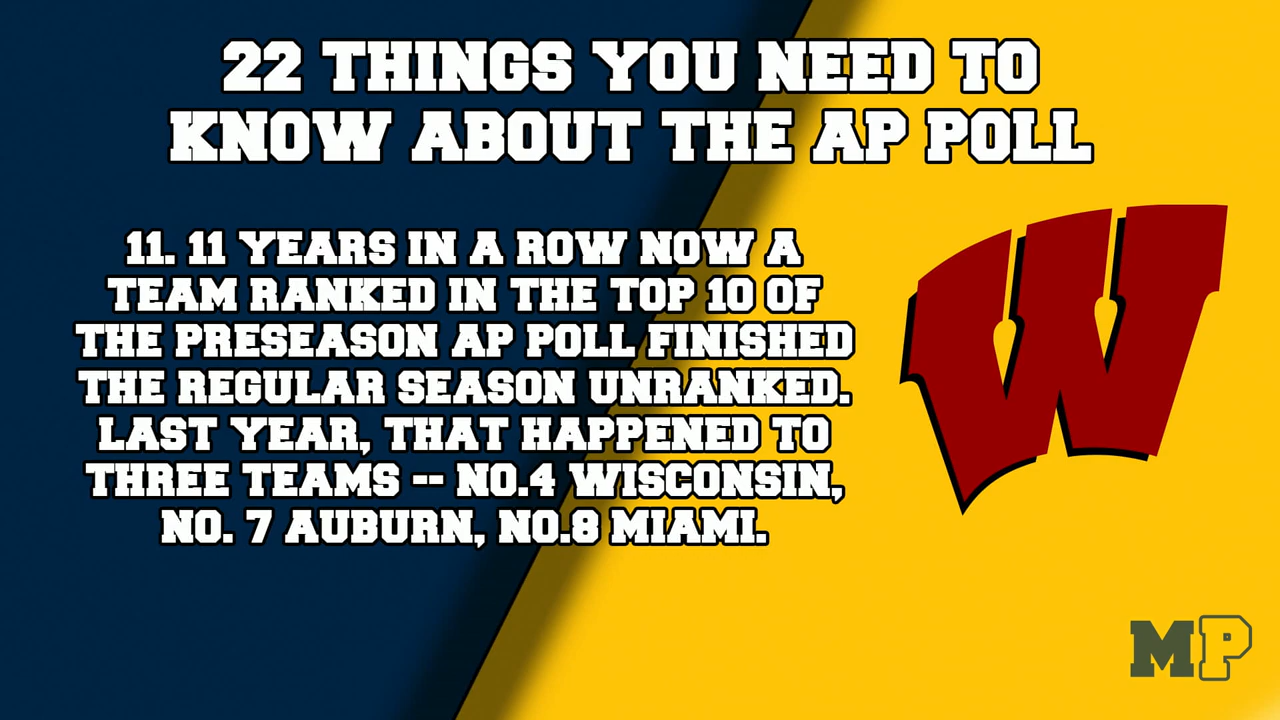 22 THINGS YOU NEED TO
KNOW ABOUT THE AP POLL
11. 11 YEARS IN A ROW NOW A
TEAM RANKED IN THE TOP 10 OF
THE PRESEASON AP POLL FINISHED
THE REGULAR SEASON UNRANKED.
LAST YEAR, THAT HAPPENED TO
THREE TEAMS -- NO.4 WISCONSIN,
NO. 7 AUBURN, NO.8 MIAMI.
W
MP